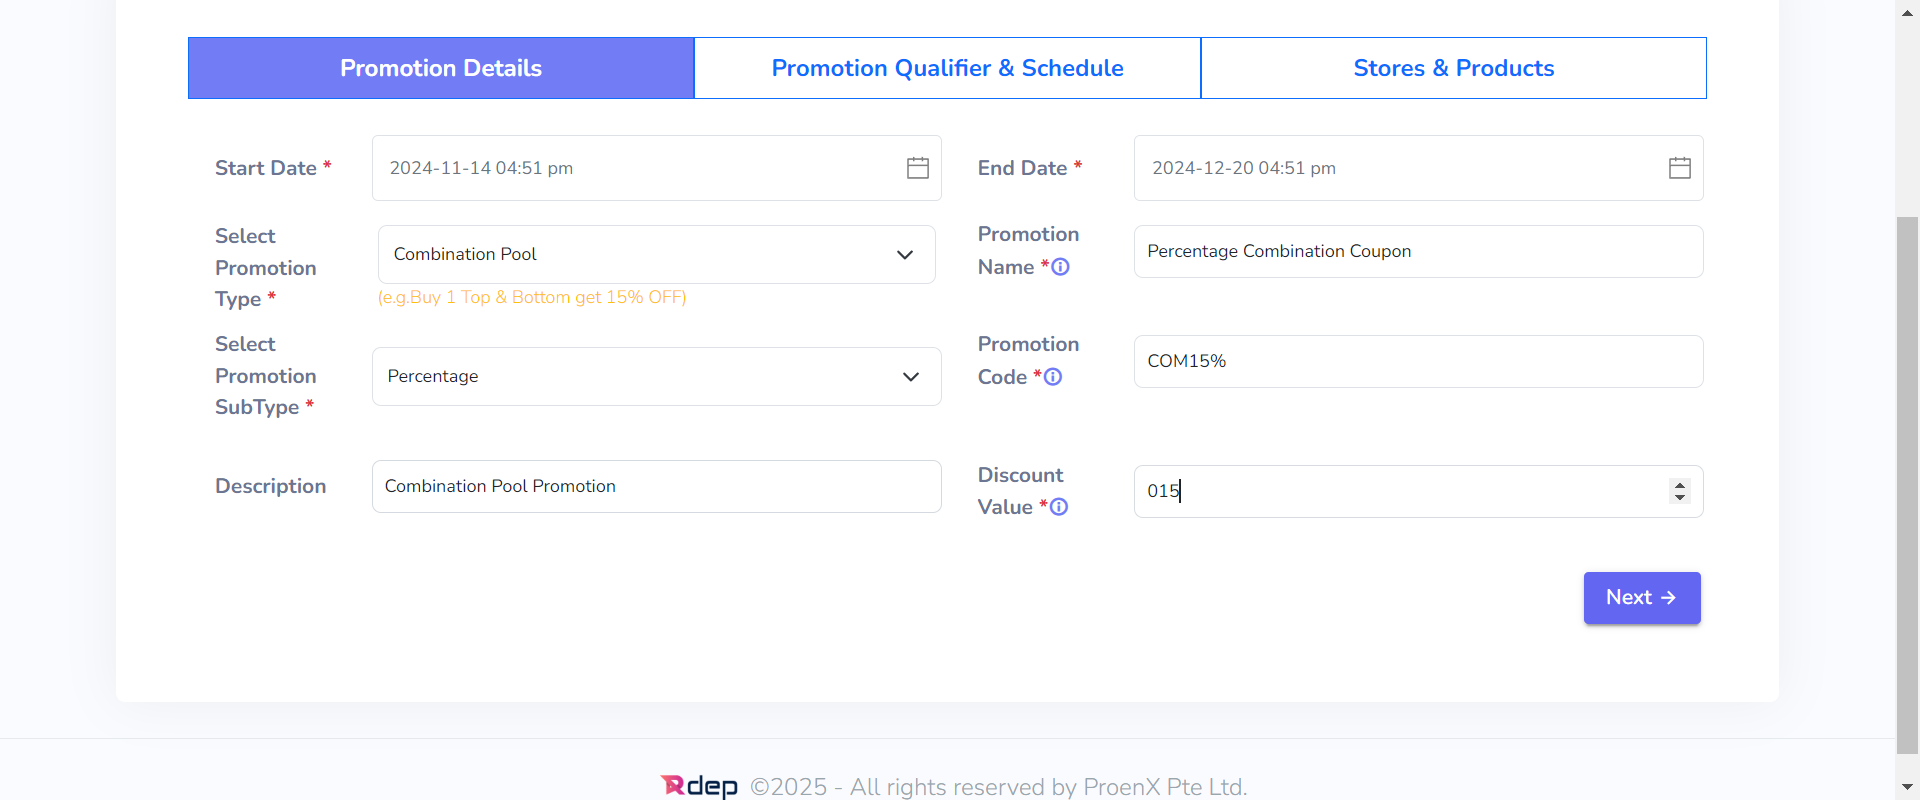 Promotion Details
Promotion Qualifier & Schedule
Stores & Products
Start Date *
2024-11-14 04:51 pm
End Date *
2024-12-20 04:51 pm
Select
Promotion
Type *
Combination Pool
(e.g.Buy 1 Top & Bottom get 15% OFF)
Promotion
Name *
Percentage Combination Coupon
Select
Promotion
SubType *
Percentage
Promotion
Code *
COM15%
Description
Combination Pool Promotion
Discount
Value *
015
Next →
Rdep ©2025 - All rights reserved by ProenX Pte Ltd.